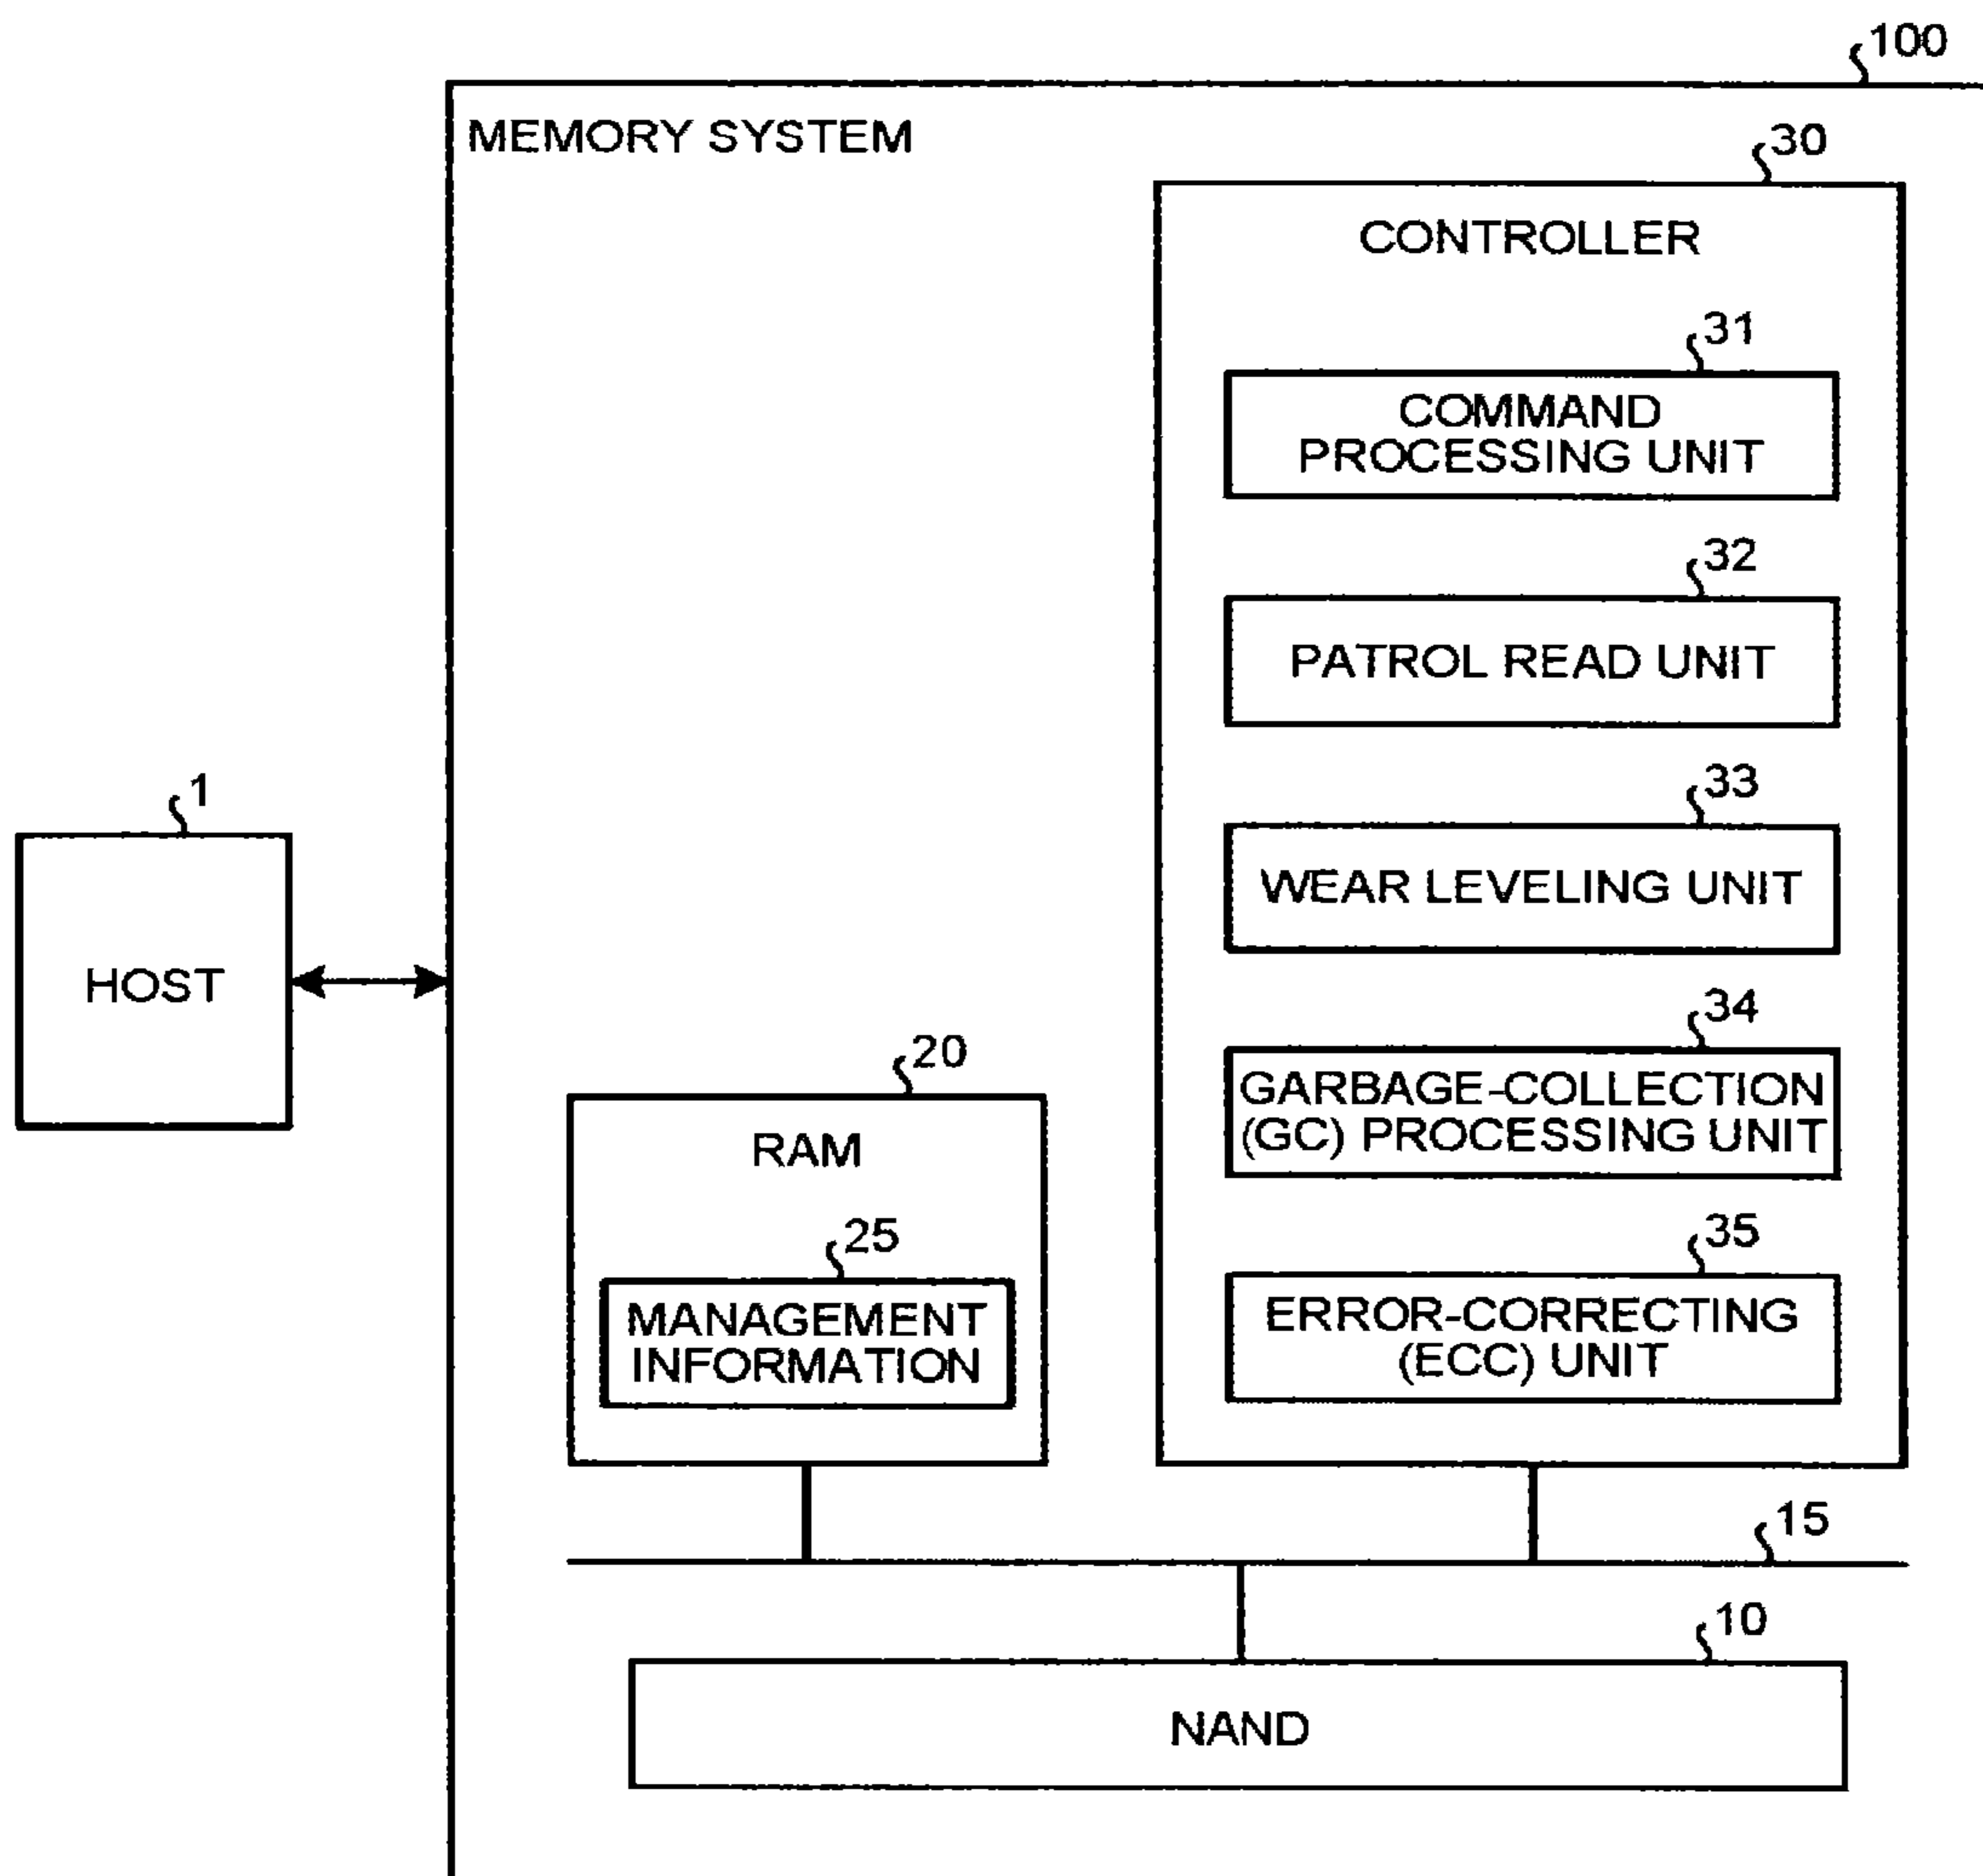 100
MEMORY SYSTEM
30
CONTROLLER
31
COMMAND
PROCESSING UNIT
32
PATROL READ UNIT
33
WEAR LEVELING UNIT
1
HOST
34
GARBAGE-COLLECTION
(GC) PROCESSING UNIT
20
RAM
25
MANAGEMENT
INFORMATION
35
ERROR-CORRECTING
(ECC) UNIT
15
10
NAND